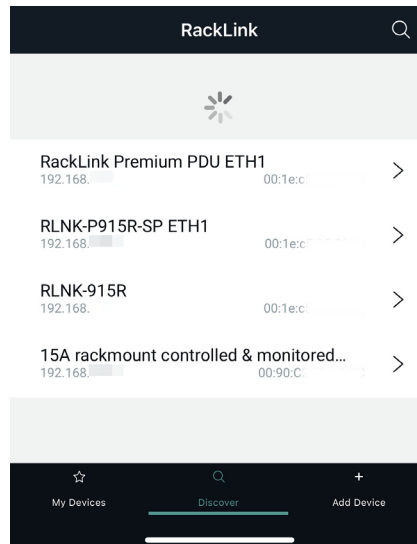 RackLink
RackLink Premium PDU ETH1
192.168.
00:1e:c
RLNK-P915R-SP ETH1
192.168.
00:1e:c
RLNK-915R
192.168.
00:1e:c
15A rackmount controlled & monitored...
192.168.
00:90:C
My Devices
Discover
Add Device